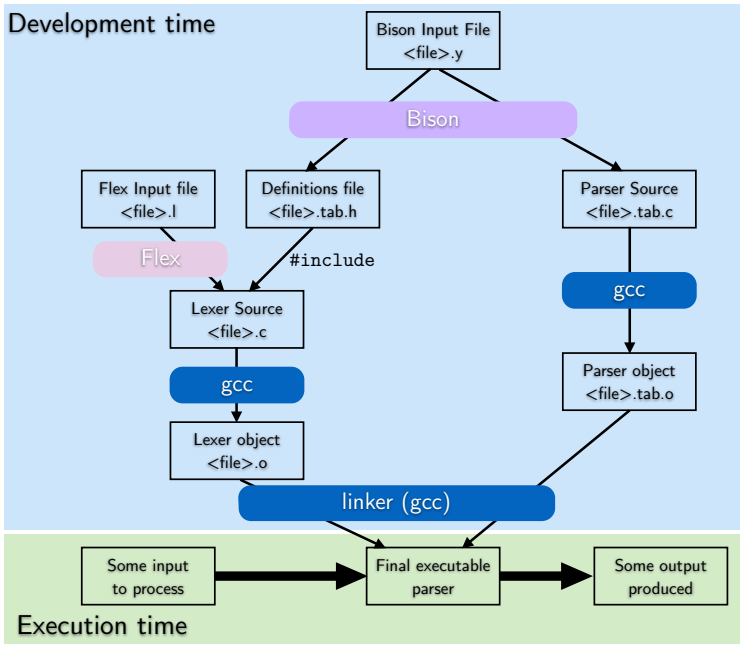 Development time
Bison Input File
<file>.y
Bison
Flex Input file
<file>.l
Definitions file
<file>.tab.h
Parser Source
<file>.tab.c
Flex
#include
gcc
Lexer Source
<file>.c
gcc
Parser object
<file>.tab.o
Lexer object
<file>.o
linker (gcc)
Some input
to process
Final executable
parser
Some output
produced
Execution time